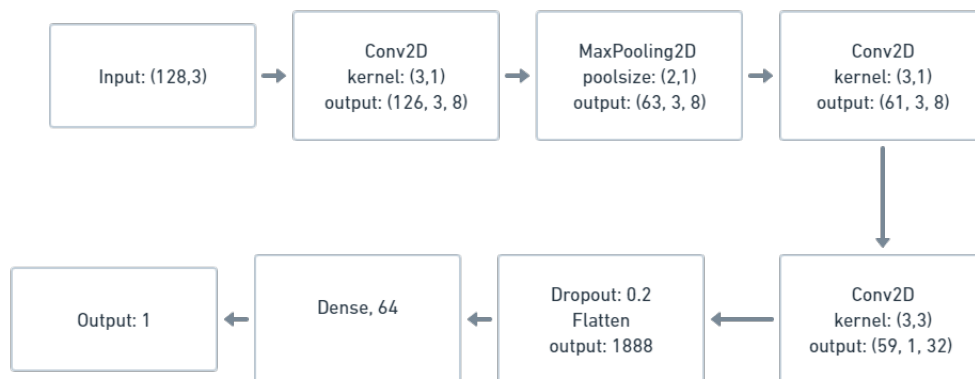 Input: (128,3)
Conv2D
kernel: (3,1)
output: (126, 3, 8)
MaxPooling2D
poolsize: (2,1)
output: (63, 3, 8)
Conv2D
kernel: (3,1)
output: (61, 3, 8)
Conv2D
kernel: (3,3)
output: (59, 1, 32)
Dropout: 0.2
Flatten
output: 1888
Dense, 64
Output: 1